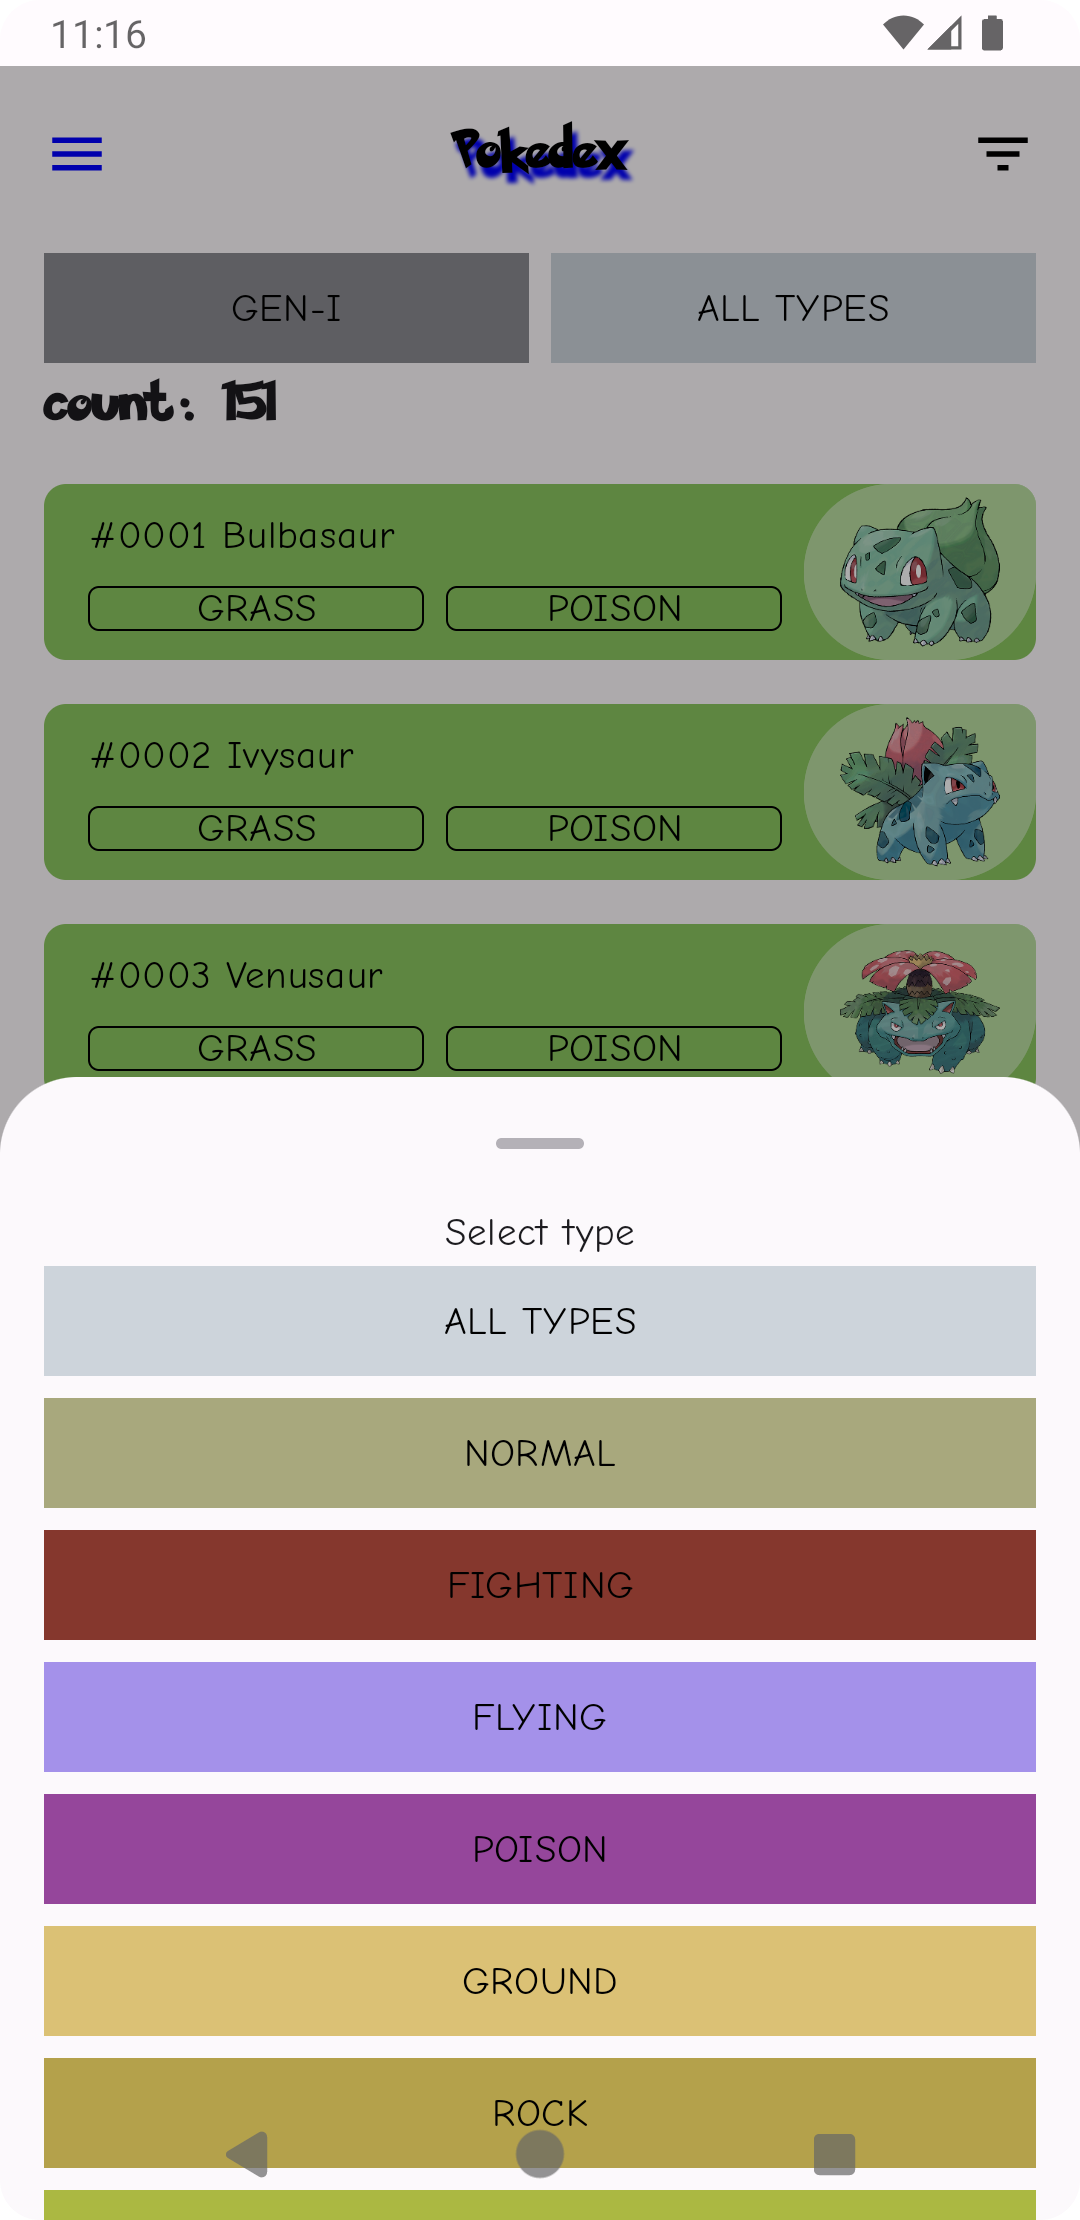 11:16
Pokedex
GEN-I ALL TYPES
count: 151
#0001 Bulbasaur
GRASS POISON
#0002 Ivysaur
GRASS POISON
#0003 Venusaur
GRASS POISON
Select type
ALL TYPES
NORMAL
FIGHTING
FLYING
POISON
GROUND
ROCK